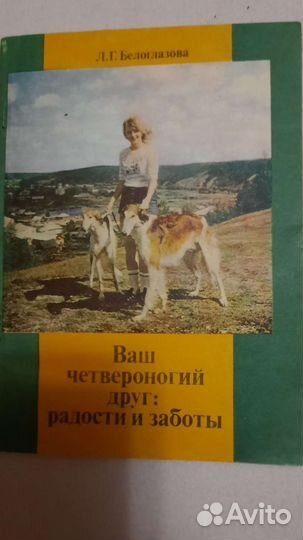 Л.Г. Белоглазова
Ваш
четвероногий
друг:
радости и заботы
Avito